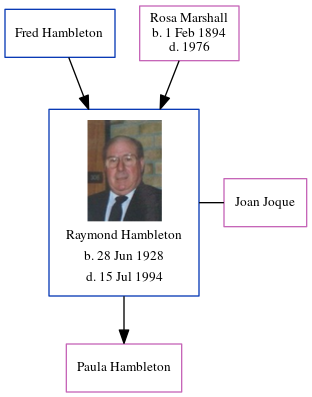 Fred Hambleton
Rosa Marshall
b. 1 Feb 1894
d. 1976
Raymond Hambleton
b. 28 Jun 1928
d. 15 Jul 1994
Joan Joque
Paula Hambleton